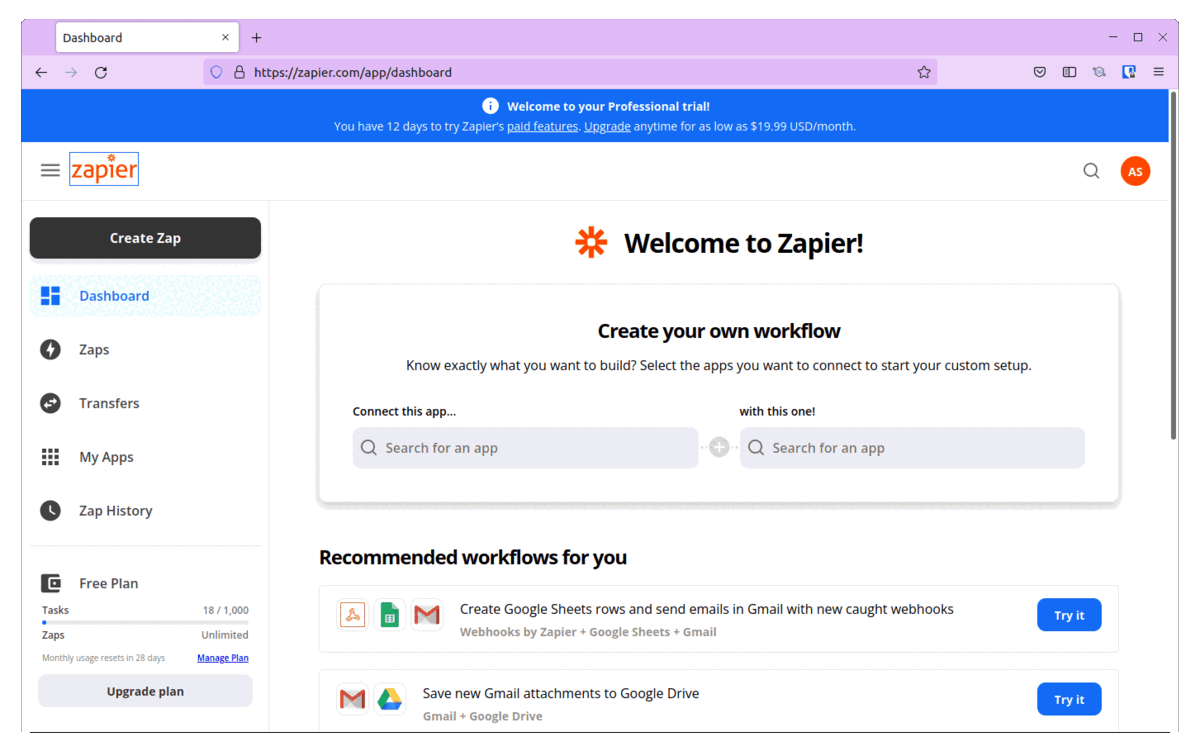 Dashboard
https://zapier.com/app/dashboard
Welcome to your Professional trial!
You have 12 days to try Zapier's paid features. Upgrade anytime for as low as $19.99 USD/month.
zapier
AS
Create Zap
Dashboard
Zaps
Transfers
My Apps
Zap History
Free Plan
Tasks 18 / 1,000
Zaps Unlimited
Monthly usage resets in 28 days Manage Plan
Upgrade plan
Welcome to Zapier!
Create your own workflow
Know exactly what you want to build? Select the apps you want to connect to start your custom setup.
Connect this app... with this one!
Search for an app Search for an app
Recommended workflows for you
Create Google Sheets rows and send emails in Gmail with new caught webhooks
Webhooks by Zapier + Google Sheets + Gmail
Try it
Save new Gmail attachments to Google Drive
Gmail + Google Drive
Try it